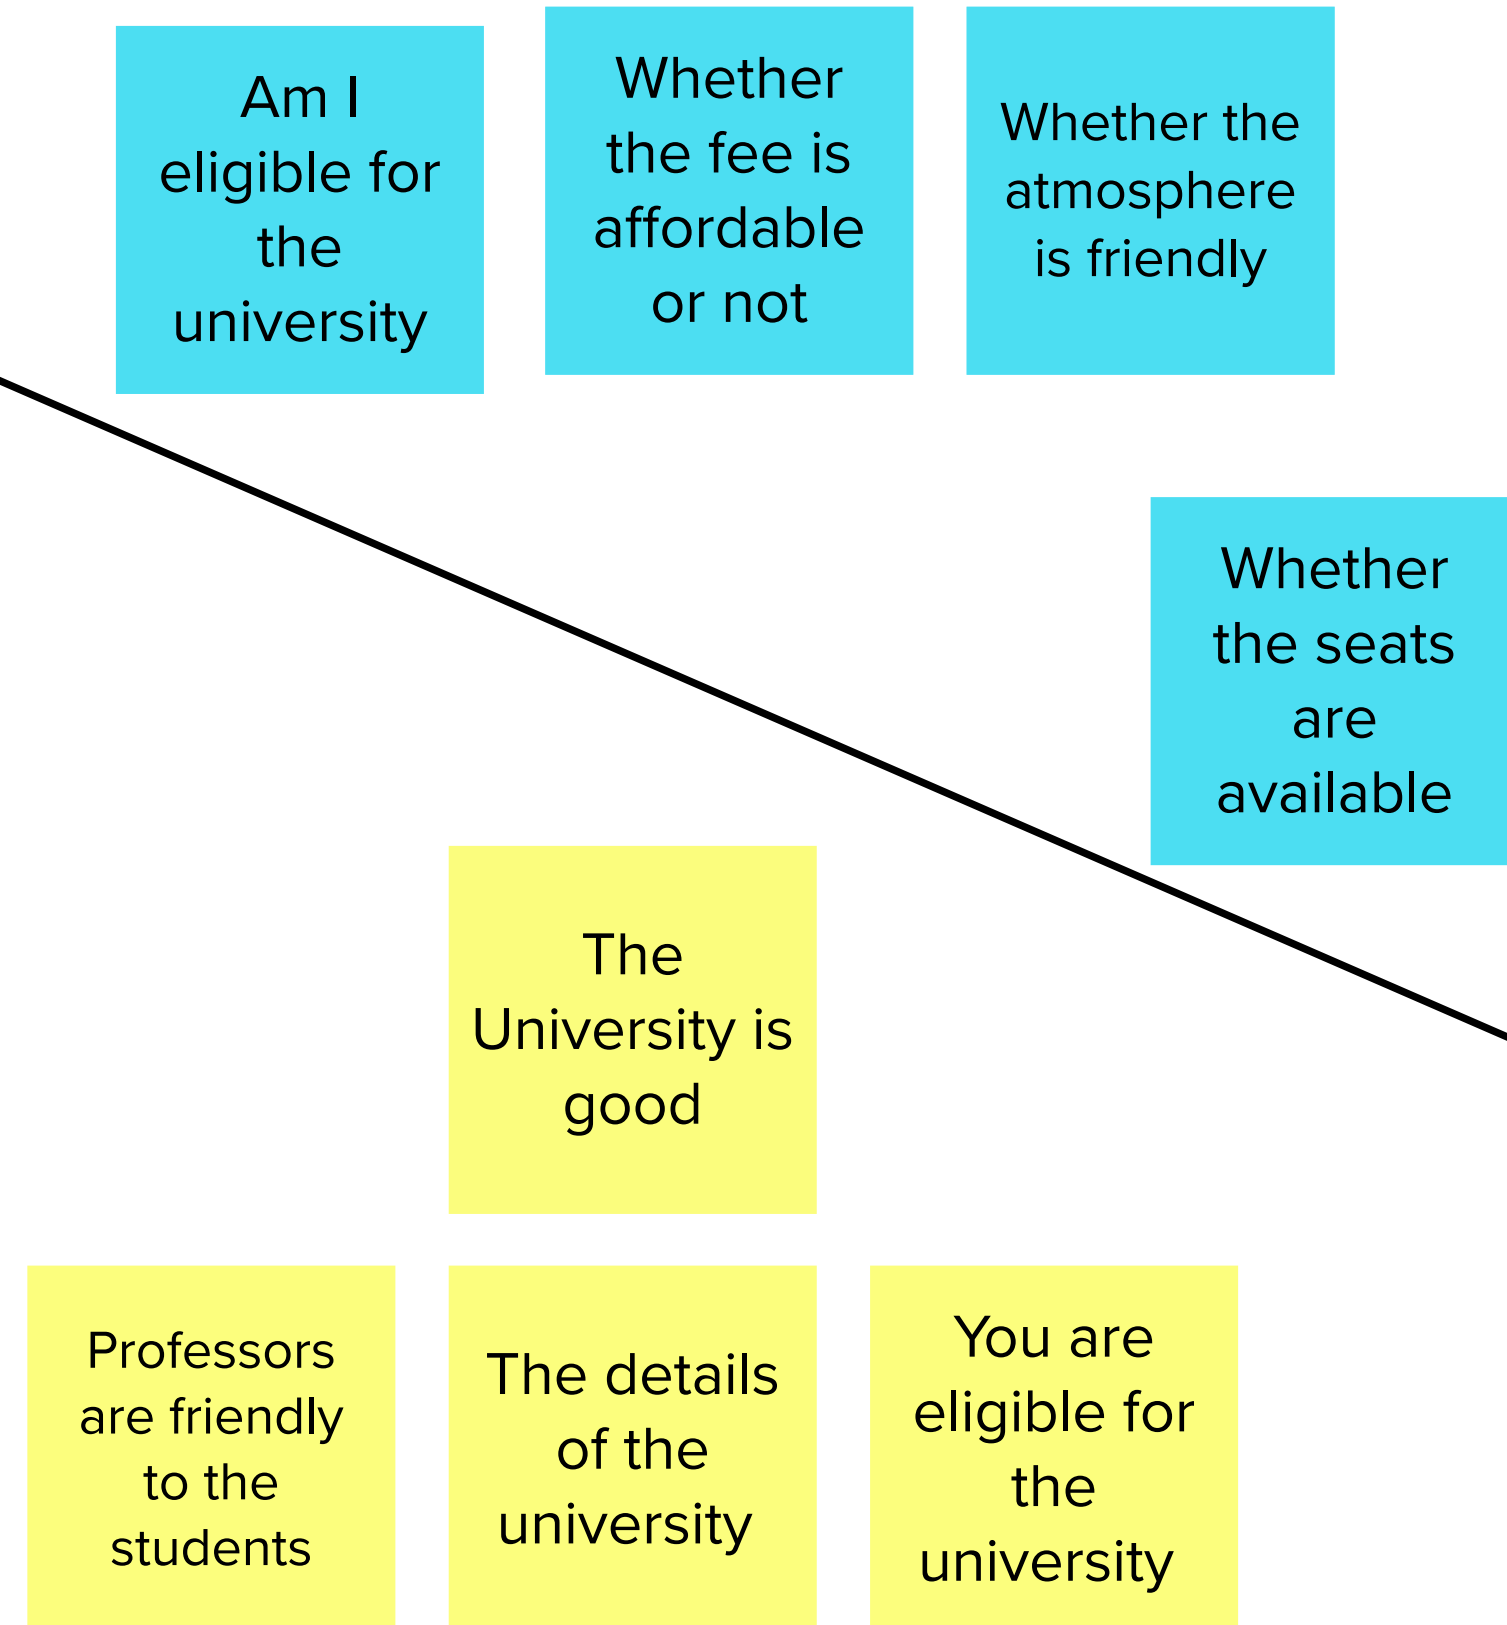 Am I
eligible for
the
university
Whether
the fee is
affordable
or not
Whether the
atmosphere
is friendly
Whether
the seats
are
available
The
University is
good
Professors
are friendly
to the
students
The details
of the
university
You are
eligible for
the
university